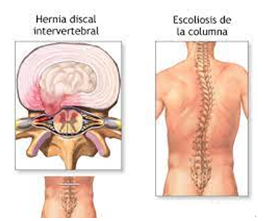 Hernia discal
intervertebral
Escoliosis de
la columna